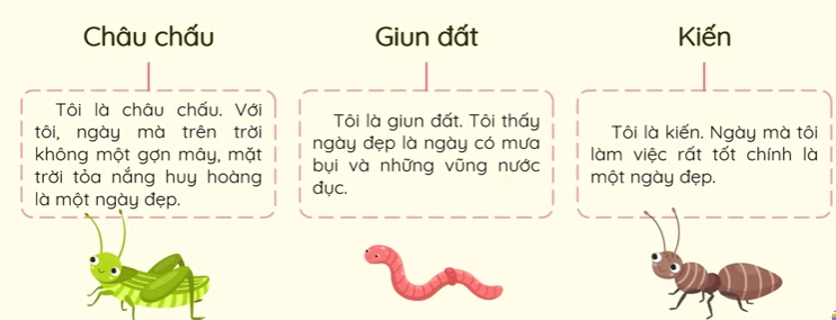 Châu chấu
Tôi là châu chấu. Với
tôi, ngày mà trên trời
không một gợn mây, mặt
trời tỏa nắng huy hoàng
là một ngày đẹp.
Giun đất
Tôi là giun đất. Tôi thấy
ngày đẹp là ngày có mưa
bụi và những vũng nước
đục.
Kiến
Tôi là kiến. Ngày mà tôi
làm việc rất tốt chính là
một ngày đẹp.